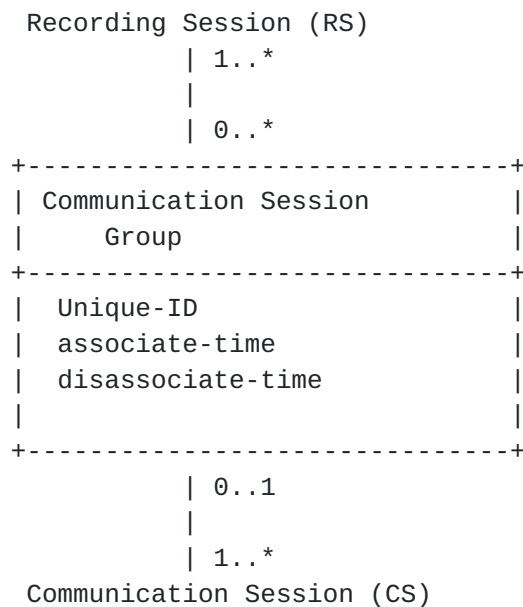 Recording Session (RS)
| 1..*
|
| 0..*
+-------------------------------+
| Communication Session         |
|     Group                     |
+-------------------------------+
|  Unique-ID                    |
|  associate-time               |
|  disassociate-time            |
|                               |
+-------------------------------+
| 0..1
|
| 1..*
Communication Session (CS)